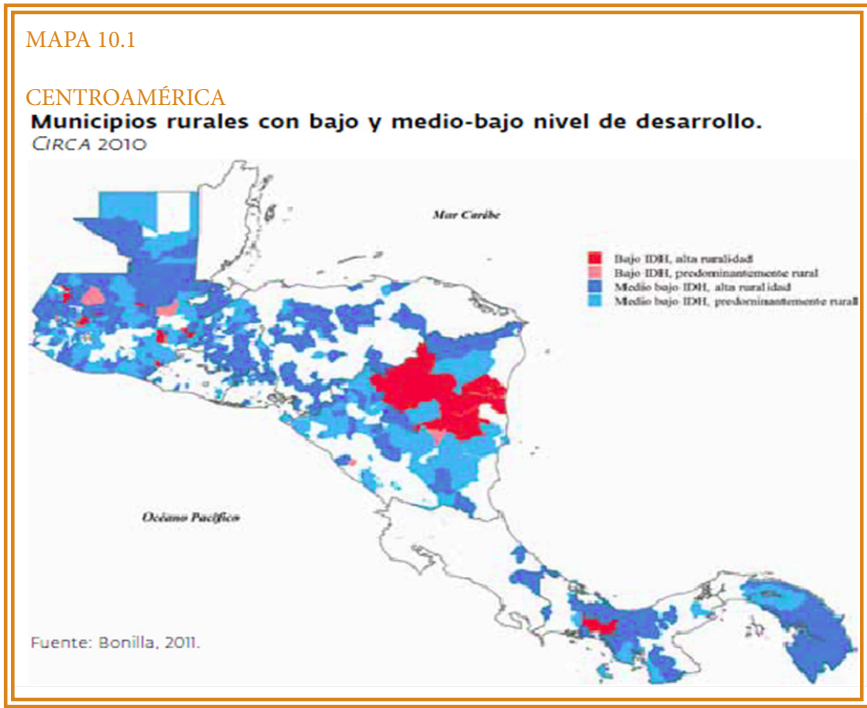 MAPA 10.1
CENTROAMÉRICA
Municipios rurales con bajo y medio-bajo nivel de desarrollo.
CIRCA 2010
Mar Caribe
Bajo IDH, alta ruralidad
Bajo IDH, predominantemente rural
Medio bajo IDH, alta ruralidad
Medio bajo IDH, predominantemente rural
Océano Pacífico
Fuente: Bonilla, 2011.